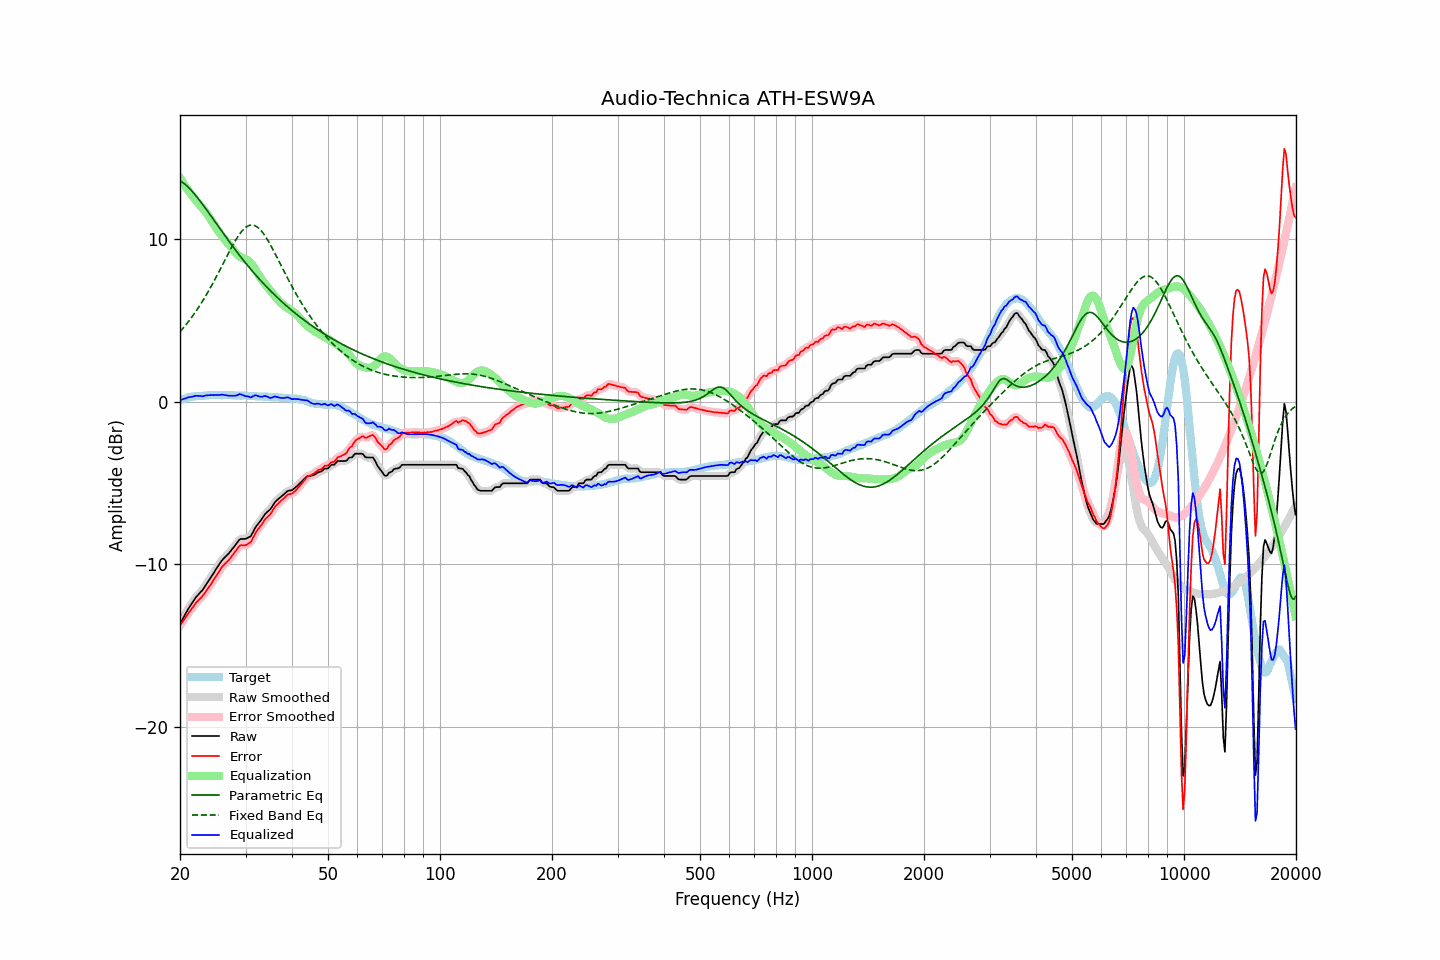 Audio-Technica ATH-ESW9A
Amplitude (dBr)
10
0
−10
−20
Target
Raw Smoothed
Error Smoothed
Raw
Error
Equalization
Parametric Eq
Fixed Band Eq
Equalized
20 50 100 200 500 1000 2000 5000 10000 20000
Frequency (Hz)